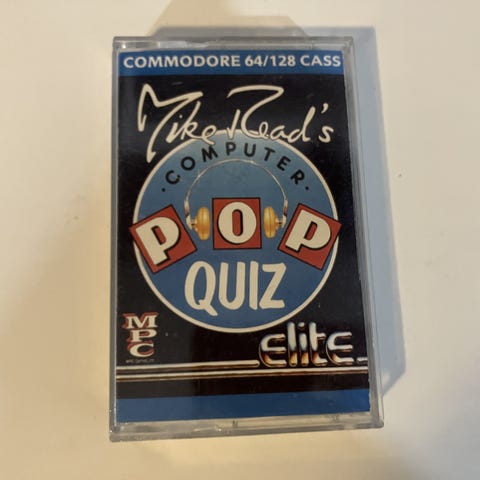 COMMODORE 64/128 CASS
Mike Read's
·COMPUTER·
POP
QUIZ
MPC
elite